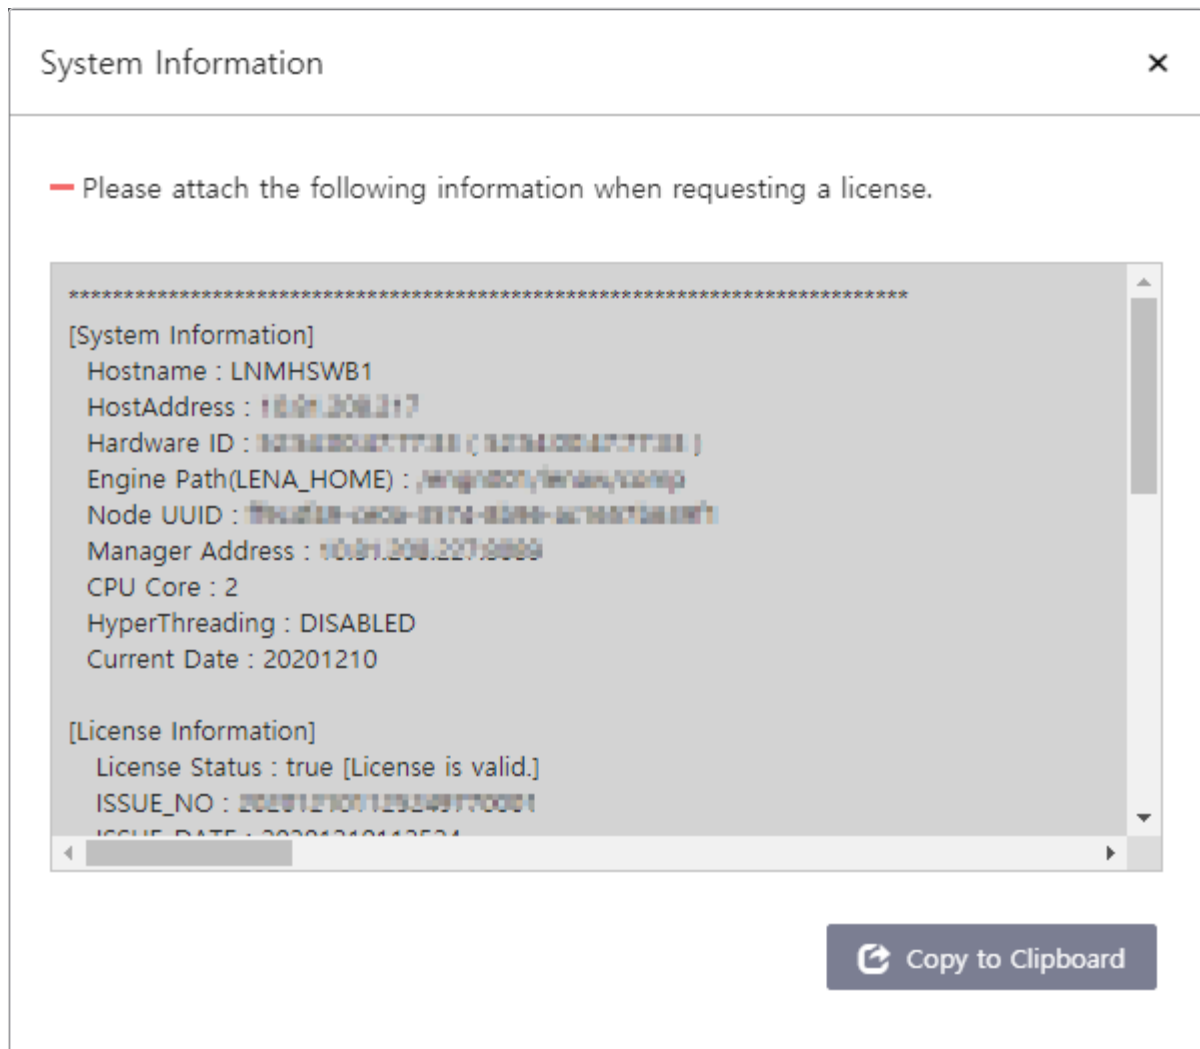 System Information
Please attach the following information when requesting a license.
****************************************************************************
[System Information]
Hostname : LNMHSWB1
HostAddress :
Hardware ID :
Engine Path(LENA_HOME) :
Node UUID :
Manager Address :
CPU Core : 2
HyperThreading : DISABLED
Current Date : 20201210
[License Information]
License Status : true [License is valid.]
ISSUE_NO :
Copy to Clipboard